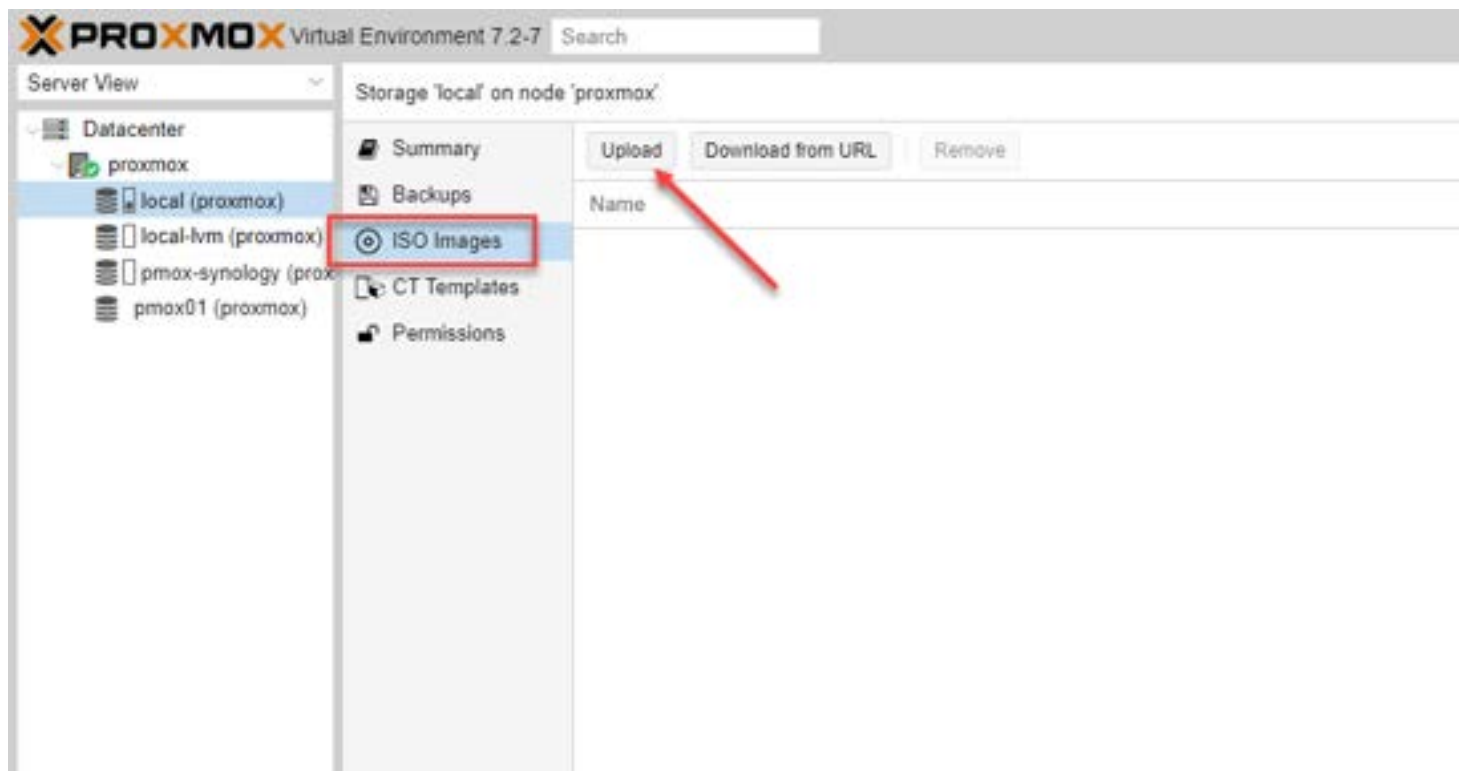 PROXMOX Virtual Environment 7.2-7 Search
Server View
Datacenter
proxmox
local (proxmox)
local-lvm (proxmox)
pmox-synology (prox
pmox01 (proxmox)
Storage 'local' on node 'proxmox'
Summary
Backups
ISO Images
CT Templates
Permissions
Upload Download from URL Remove
Name